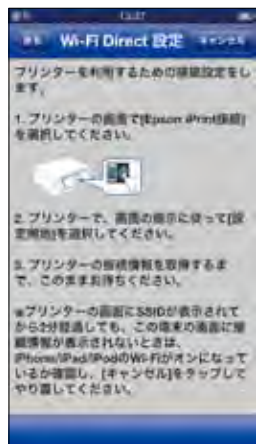 13:27
戻る Wi-Fi Direct 設定 キャンセル
プリンターを利用するための接続設定をし
ます。
1. プリンターの画面で[Epson iPrint接続]
を選択してください。
2. プリンターで、画面の指示に従って[設
定開始]を選択してください。
3. プリンターの接続情報を取得するま
で、このままお待ちください。
※プリンターの画面にSSIDが表示されて
から2分経過しても、この端末の画面に接
続情報が表示されないときは、
iPhone/iPad/iPodのWi-Fiがオンになって
いるか確認し、[キャンセル]をタップして
やり直してください。